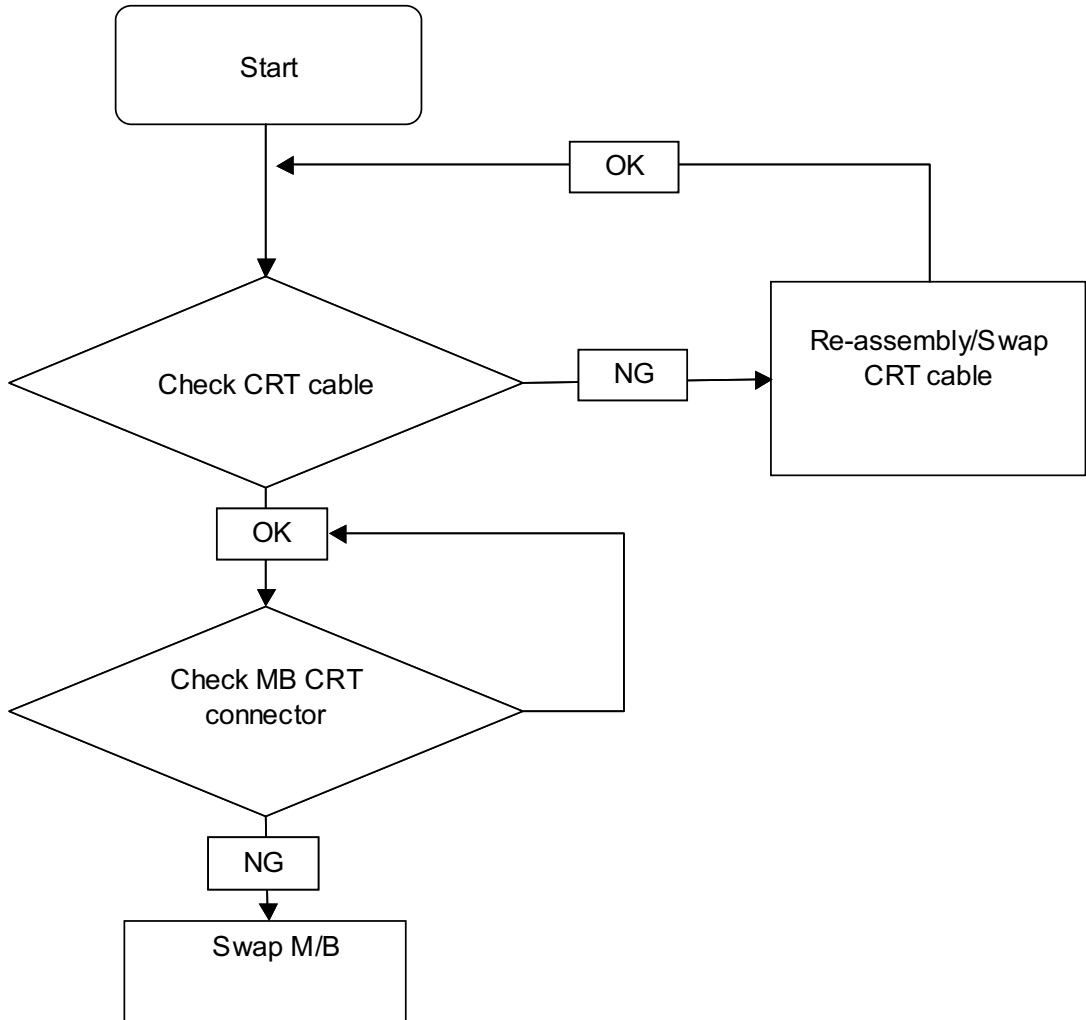 Start
OK
Check CRT cable
NG
Re-assembly/Swap
CRT cable
OK
Check MB CRT
connector
NG
Swap M/B